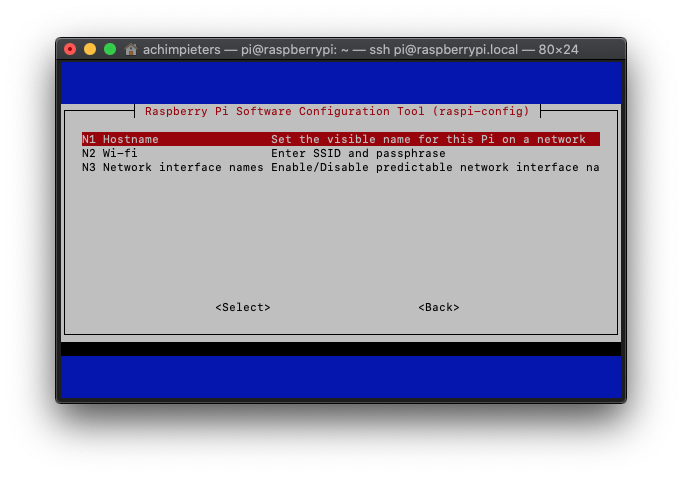 achimpieters — pi@raspberrypi: ~ — ssh pi@raspberrypi.local — 80×24
Raspberry Pi Software Configuration Tool (raspi-config)
N1 Hostname Set the visible name for this Pi on a network
N2 Wi-fi Enter SSID and passphrase
N3 Network interface names Enable/Disable predictable network interface na
<Select> <Back>